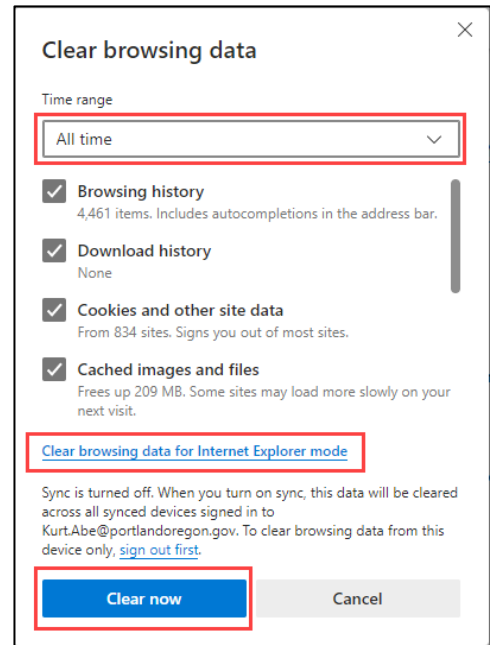 Clear browsing data
Time range
All time
Browsing history
4,461 items. Includes autocompletions in the address bar.
Download history
None
Cookies and other site data
From 834 sites. Signs you out of most sites.
Cached images and files
Frees up 209 MB. Some sites may load more slowly on your
next visit.
Clear browsing data for Internet Explorer mode
Sync is turned off. When you turn on sync, this data will be cleared
across all synced devices signed in to
Kurt.Abe@portlandoregon.gov. To clear browsing data from this
device only, sign out first.
Clear now
Cancel